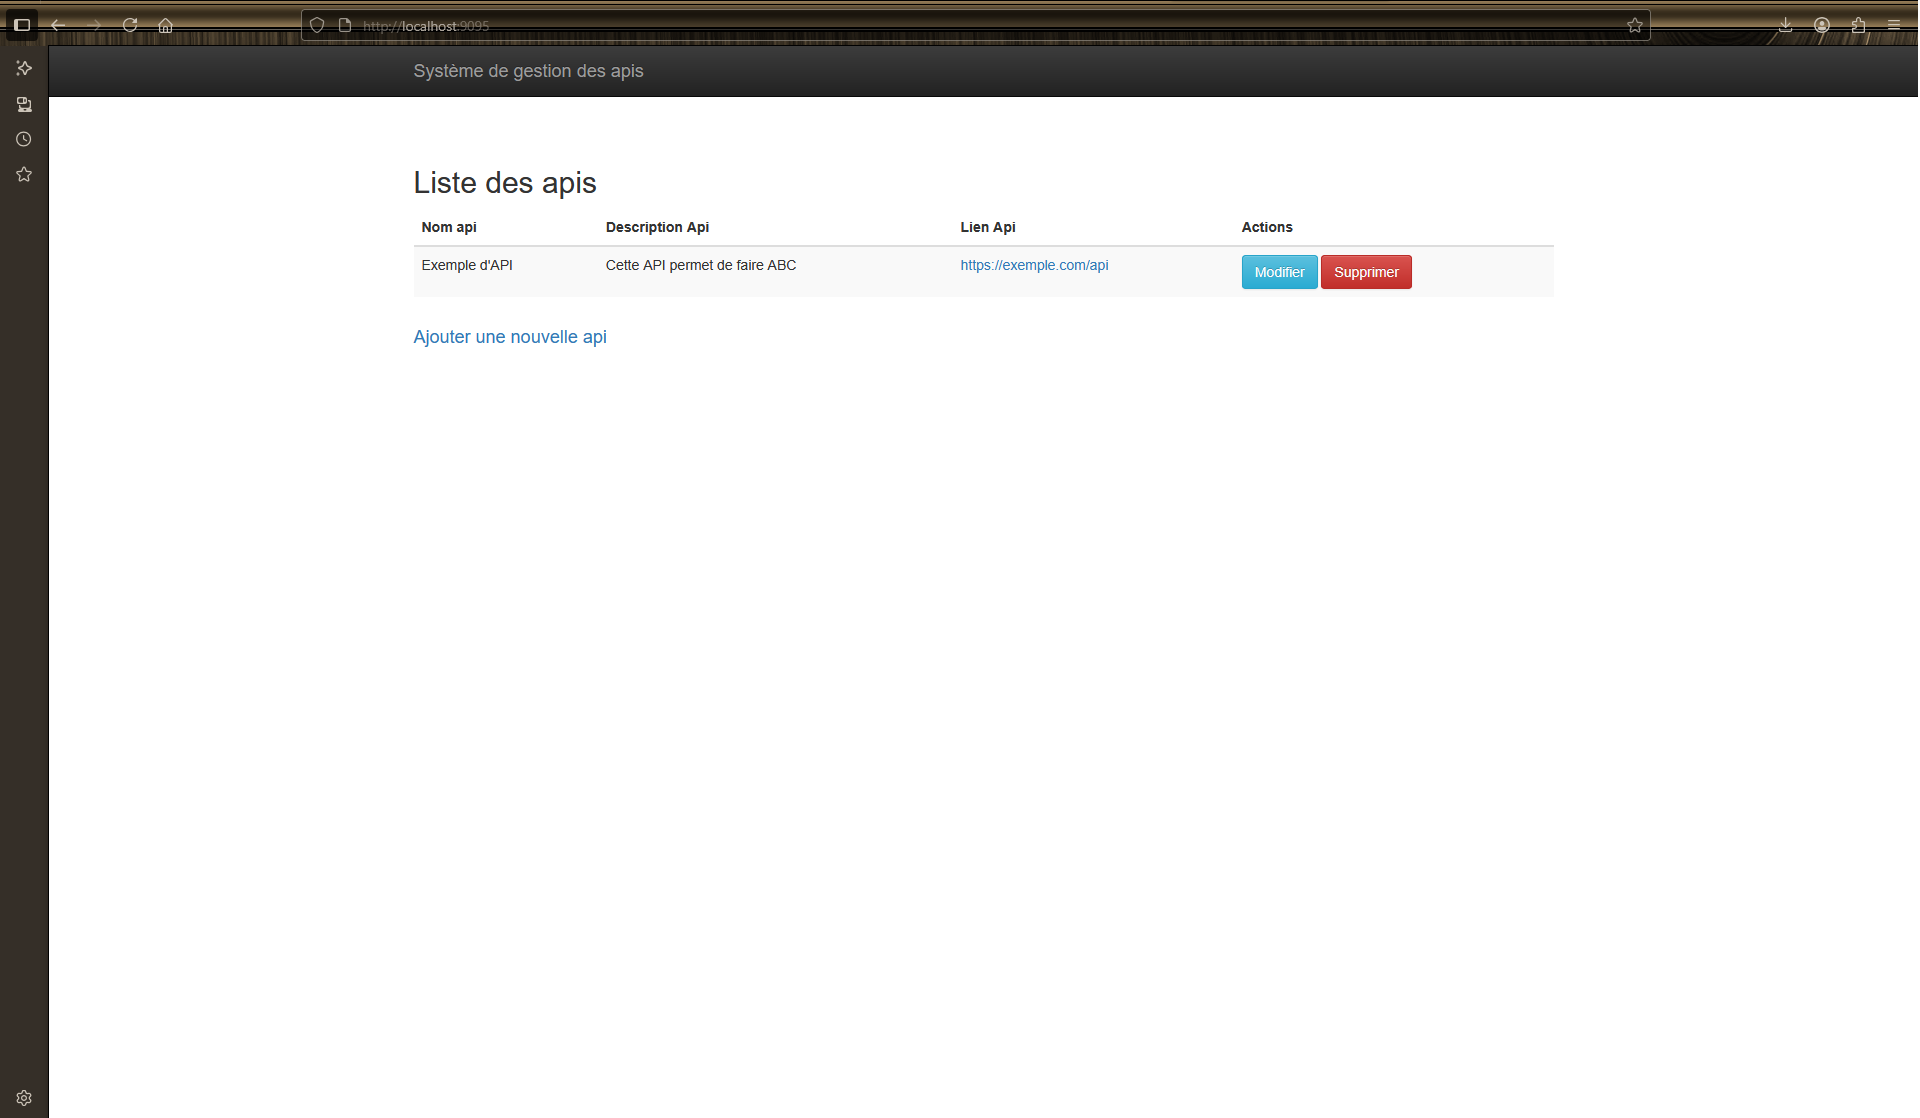 http://localhost:9095
Système de gestion des apis
Liste des apis
Nom api Description Api Lien Api Actions
Exemple d'API Cette API permet de faire ABC https://exemple.com/api Modifier Supprimer
Ajouter une nouvelle api